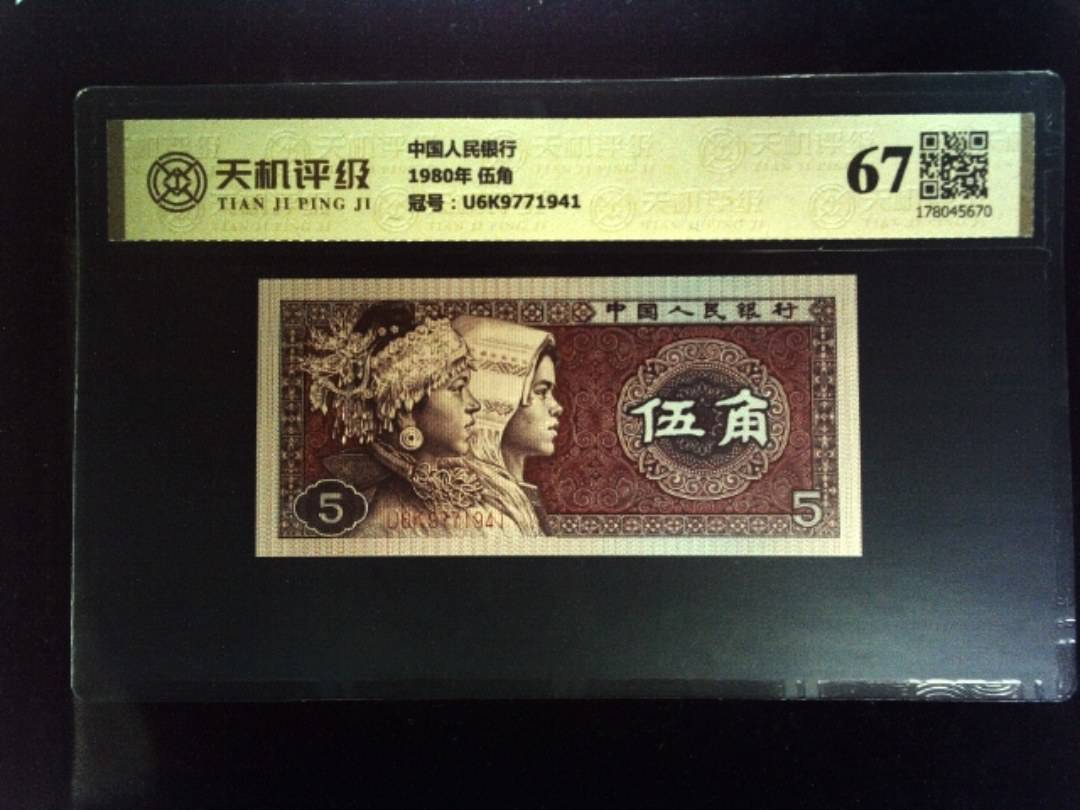 天机评级
TIAN JI PING JI
中国人民银行
1980年 伍角
冠号：U6K9771941
67
178045670
中国人民银行
伍角
5
U6K9771941
5